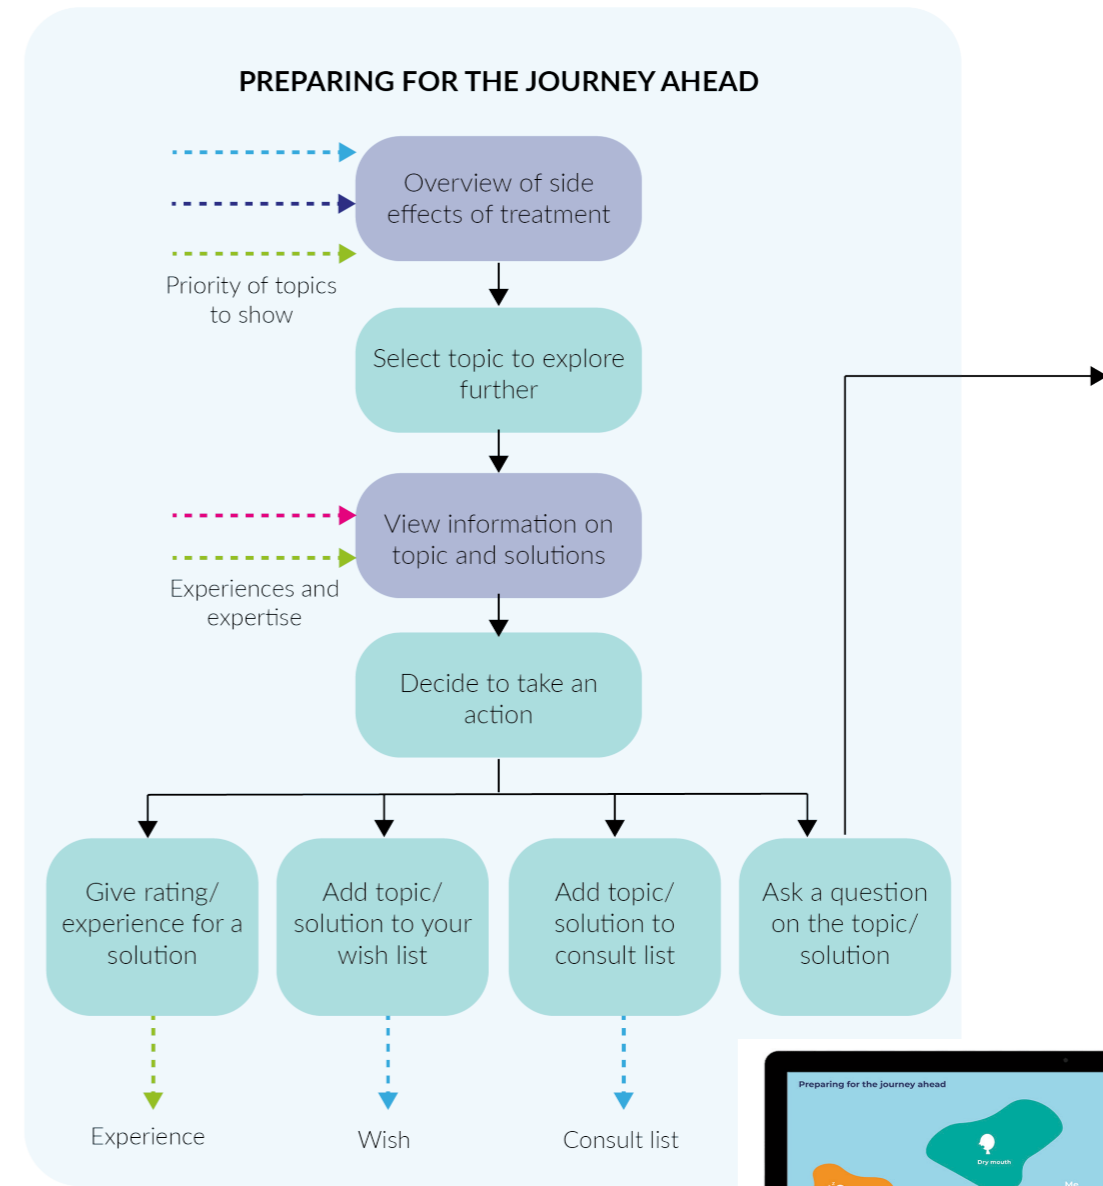 PREPARING FOR THE JOURNEY AHEAD
Overview of side
effects of treatment
Priority of topics
to show
Select topic to explore
further
View information on
topic and solutions
Experiences and
expertise
Decide to take an
action
Give rating/
experience for a
solution
Add topic/
solution to your
wish list
Add topic/
solution to
consult list
Ask a question
on the topic/
solution
Experience
Wish
Consult list
Preparing for the journey ahead
Dry mouth